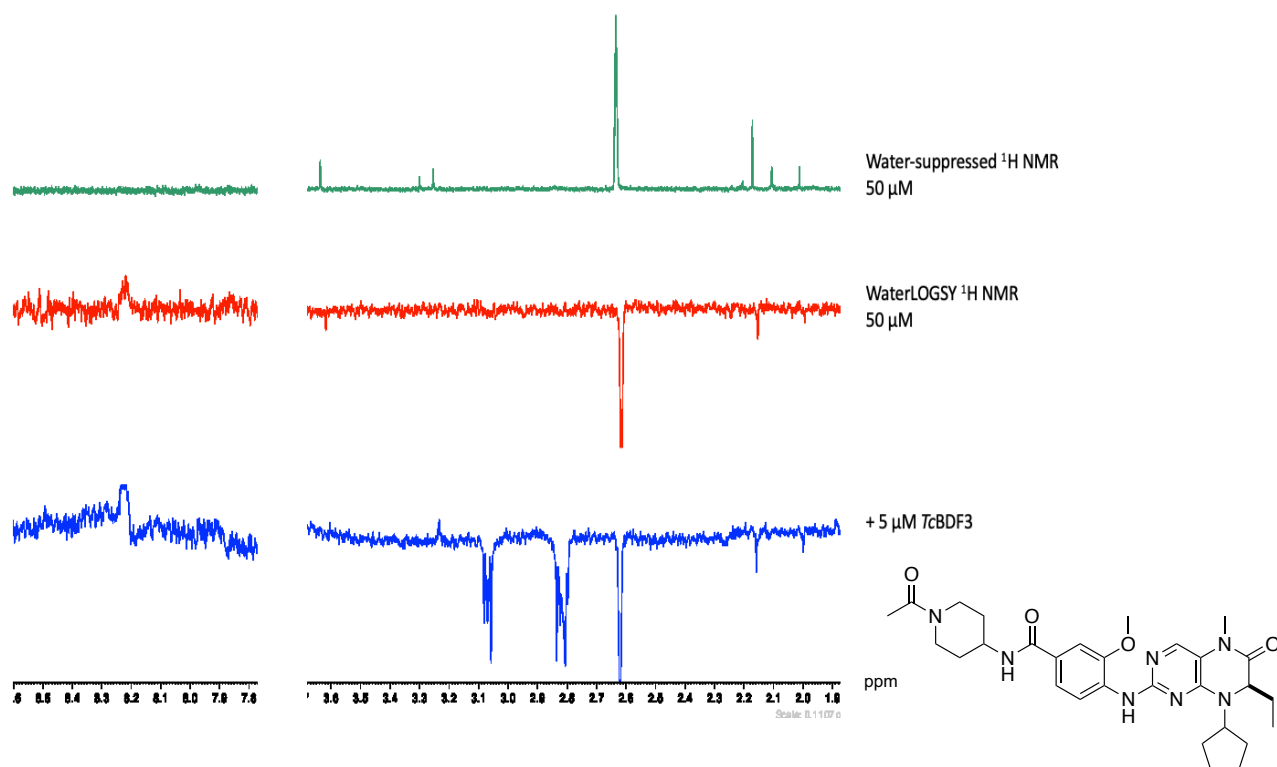 Water-suppressed ¹H NMR
50 µM
WaterLOGSY ¹H NMR
50 µM
+ 5 µM TcBDF3
.6 8.5 8.4 8.3 8.2 8.1 8.0 7.9 7.8
3.6 3.5 3.4 3.3 3.2 3.1 3.0 2.9 2.8 2.7 2.6 2.5 2.4 2.3 2.2 2.1 2.0 1.9
ppm
Scale: 0.1107
O
N
O
N
H
O
N
H
N
N
N
N
O